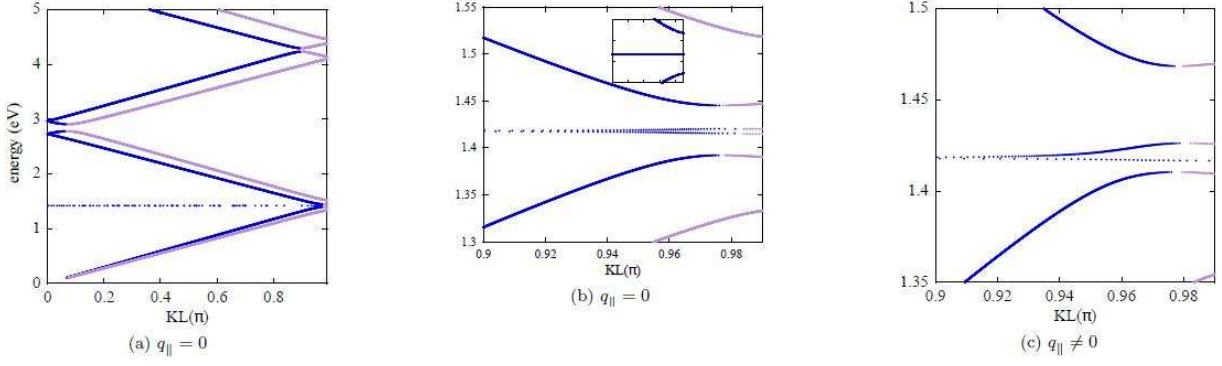 5
4
3
2
1
0
energy (eV)
0 0.2 0.4 0.6 0.8
KL(π)
(a) q∥ = 0
1.55
1.5
1.45
1.4
1.35
1.3
0.9 0.92 0.94 0.96 0.98
KL(π)
(b) q∥ = 0
1.5
1.45
1.4
1.35
0.9 0.92 0.94 0.96 0.98
KL(π)
(c) q∥ ≠ 0